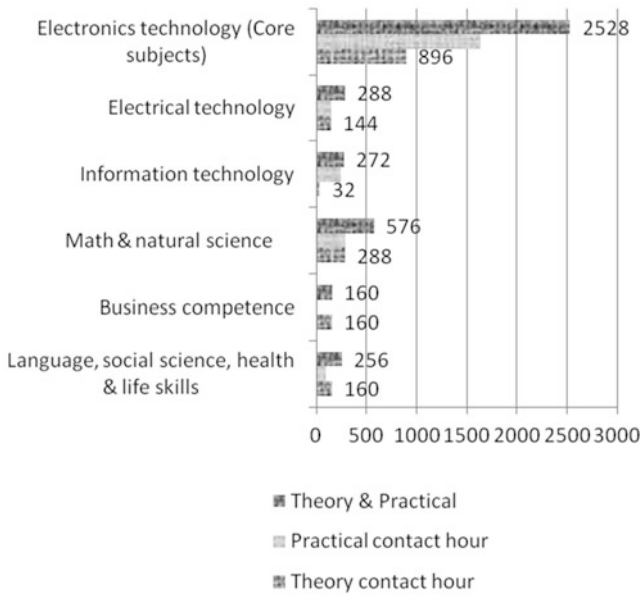 Electronics technology (Core
subjects)
2528
896
Electrical technology
288
144
Information technology
272
32
Math & natural science
576
288
Business competence
160
160
Language, social science, health
& life skills
256
160
0 500 1000 1500 2000 2500 3000
Theory & Practical
Practical contact hour
Theory contact hour